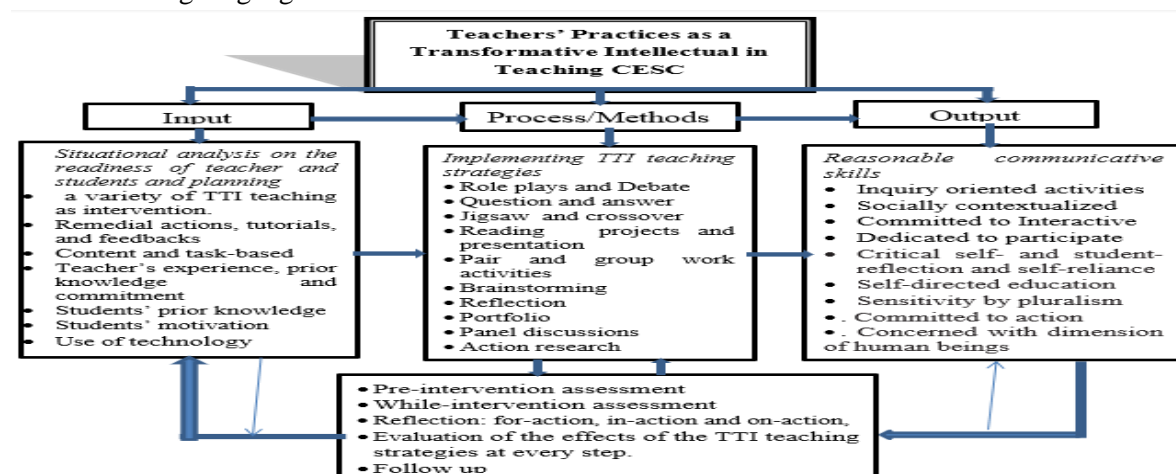 Teachers' Practices as a
Transformative Intellectual in
Teaching CESC
Input
Process/Methods
Output
Situational analysis on the
readiness of teacher and
students and planning
• a variety of TTI teaching
as intervention.
• Remedial actions, tutorials,
and feedbacks
• Content and task-based
• Teacher's experience, prior
knowledge and
commitment
• Students' prior knowledge
• Students' motivation
• Use of technology
Implementing TTI teaching
strategies
• Role plays and Debate
• Question and answer
• Jigsaw and crossover
• Reading projects and
presentation
• Pair and group work
activities
• Brainstorming
• Reflection
• Portfolio
• Panel discussions
• Action research
Reasonable communicative
skills
• Inquiry oriented activities
• Socially contextualized
• Committed to Interactive
• Dedicated to participate
• Critical self- and student-
reflection and self-reliance
• Self-directed education
• Sensitivity by pluralism
• . Committed to action
• . Concerned with dimension
of human beings
• Pre-intervention assessment
• While-intervention assessment
• Reflection: for-action, in-action and on-action,
• Evaluation of the effects of the TTI teaching
strategies at every step.
• Follow up